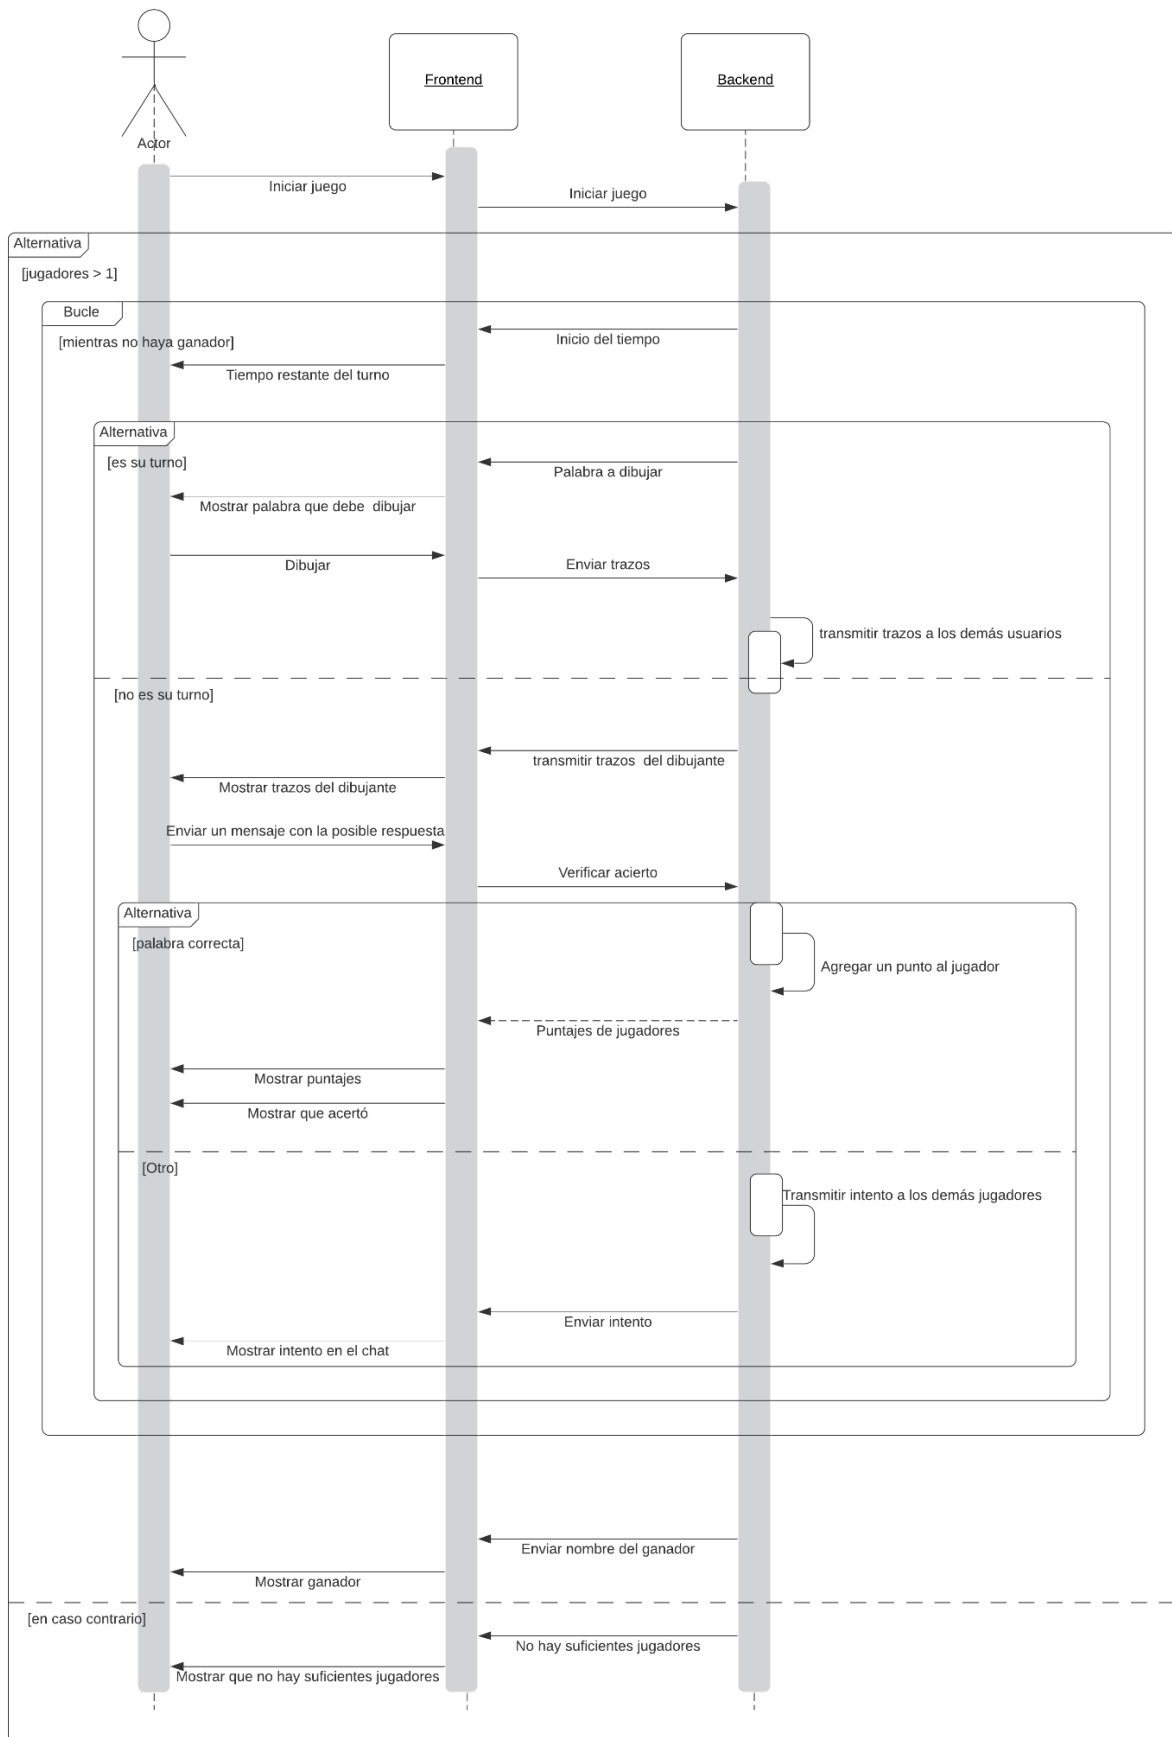 Frontend
Backend
Actor
Iniciar juego
Iniciar juego
Alternativa
[jugadores > 1]
Bucle
Inicio del tiempo
[mientras no haya ganador]
Tiempo restante del turno
Alternativa
[es su turno]
Palabra a dibujar
Mostrar palabra que debe  dibujar
Dibujar
Enviar trazos
transmitir trazos a los demás usuarios
[no es su turno]
transmitir trazos  del dibujante
Mostrar trazos del dibujante
Enviar un mensaje con la posible respuesta
Verificar acierto
Alternativa
[palabra correcta]
Agregar un punto al jugador
Puntajes de jugadores
Mostrar puntajes
Mostrar que acertó
[Otro]
Transmitir intento a los demás jugadores
Enviar intento
Mostrar intento en el chat
Enviar nombre del ganador
Mostrar ganador
[en caso contrario]
No hay suficientes jugadores
Mostrar que no hay suficientes jugadores